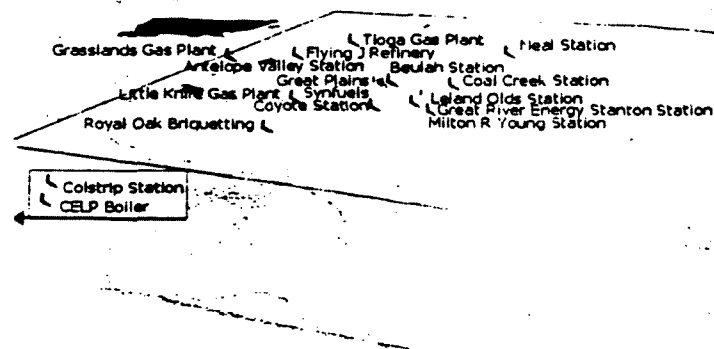 Tioga Gas Plant
Neal Station
Grasslands Gas Plant
Flying J Refinery
Antelope Valley Station
Beulah Station
Great Plains
Synfuels
Coal Creek Station
Little Knife Gas Plant
Leland Olds Station
Coyote Station
Great River Energy Stanton Station
Royal Oak Briquetting
Milton R Young Station
Colstrip Station
CELP Boiler